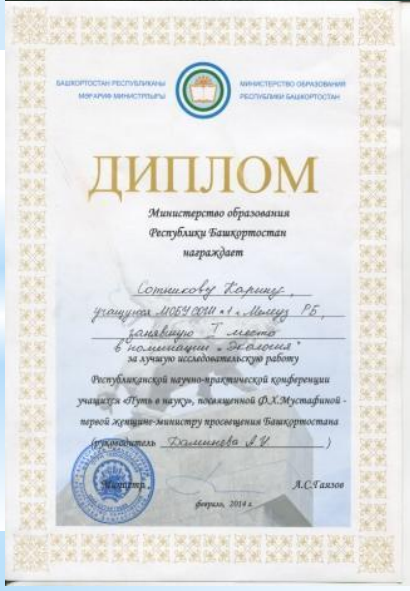 БАШҠОРТОСТАН РЕСПУБЛИКАҺЫ
МӘҒАРИФ МИНИСТРЛЫҒЫ
МИНИСТЕРСТВО ОБРАЗОВАНИЯ
РЕСПУБЛИКИ БАШКОРТОСТАН
ДИПЛОМ
Министерство образования
Республики Башкортостан
награждает
Сотникову Карину,
учащуюся МОБУ СОШ №1 г. Мелеуз РБ,
занявшую I место
в номинации "Экология"
за лучшую исследовательскую работу
Республиканской научно-практической конференции
учащихся «Путь в науку», посвященной Ф.Х.Мустафиной -
первой женщине-министру просвещения Башкортостана
(руководитель )
Министр А.С.Гаязов
февраль, 2014 г.